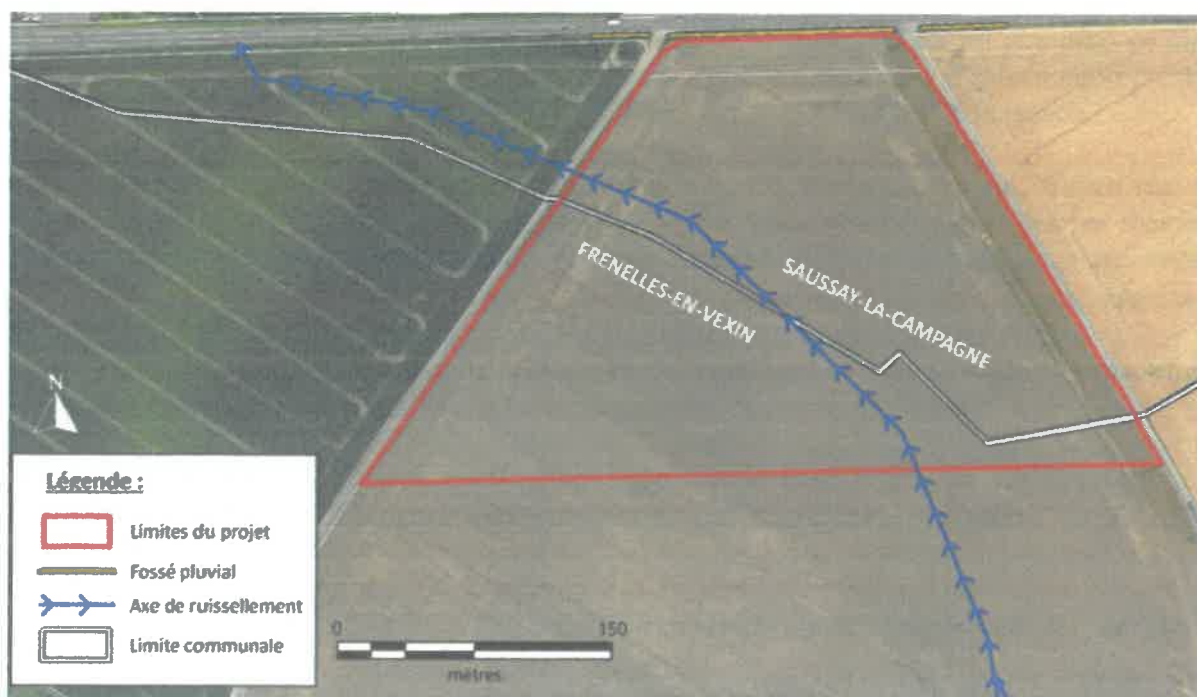 FRENELLES-EN-VEXIN
SAUSSAY-LA-CAMPAGNE
N
Légende :
Limites du projet
Fossé pluvial
Axe de ruissellement
Limite communale
0 150
mètres